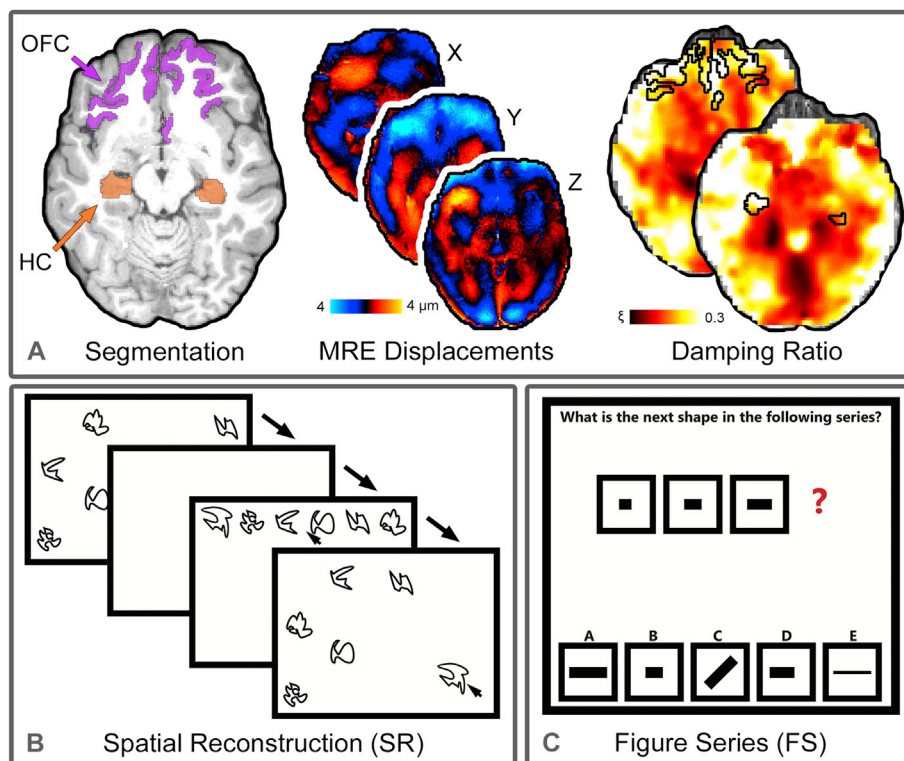 OFC
HC
A Segmentation
X
Y
Z
4 4 μm
MRE Displacements
ξ 0.3
Damping Ratio
B Spatial Reconstruction (SR)
What is the next shape in the following series?
?
A B C D E
C Figure Series (FS)